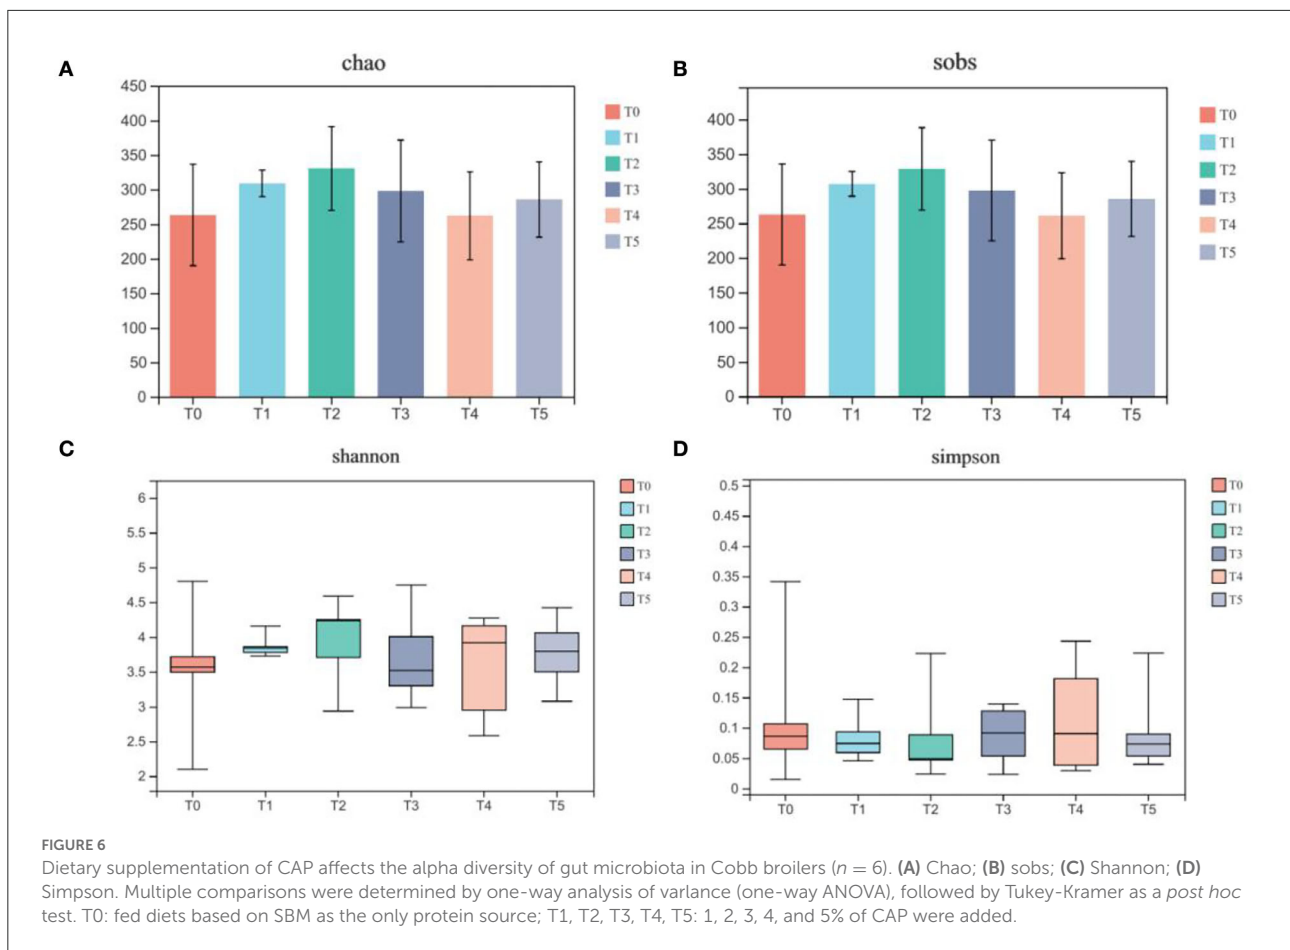 A
chao
450
400
350
300
250
200
150
100
50
0
T0
T1
T2
T3
T4
T5
T0
T1
T2
T3
T4
T5
B
sobs
400
350
300
250
200
150
100
50
0
T0
T1
T2
T3
T4
T5
T0
T1
T2
T3
T4
T5
C
shannon
6
5.5
5
4.5
4
3.5
3
2.5
2
T0
T1
T2
T3
T4
T5
T0
T1
T2
T3
T4
T5
D
simpson
0.5
0.45
0.4
0.35
0.3
0.25
0.2
0.15
0.1
0.05
0
T0
T1
T2
T3
T4
T5
T0
T1
T2
T3
T4
T5
FIGURE 6
Dietary supplementation of CAP affects the alpha diversity of gut microbiota in Cobb broilers (n = 6). (A) Chao; (B) sobs; (C) Shannon; (D)
Simpson. Multiple comparisons were determined by one-way analysis of varlance (one-way ANOVA), followed by Tukey-Kramer as a post hoc
test. T0: fed diets based on SBM as the only protein source; T1, T2, T3, T4, T5: 1, 2, 3, 4, and 5% of CAP were added.